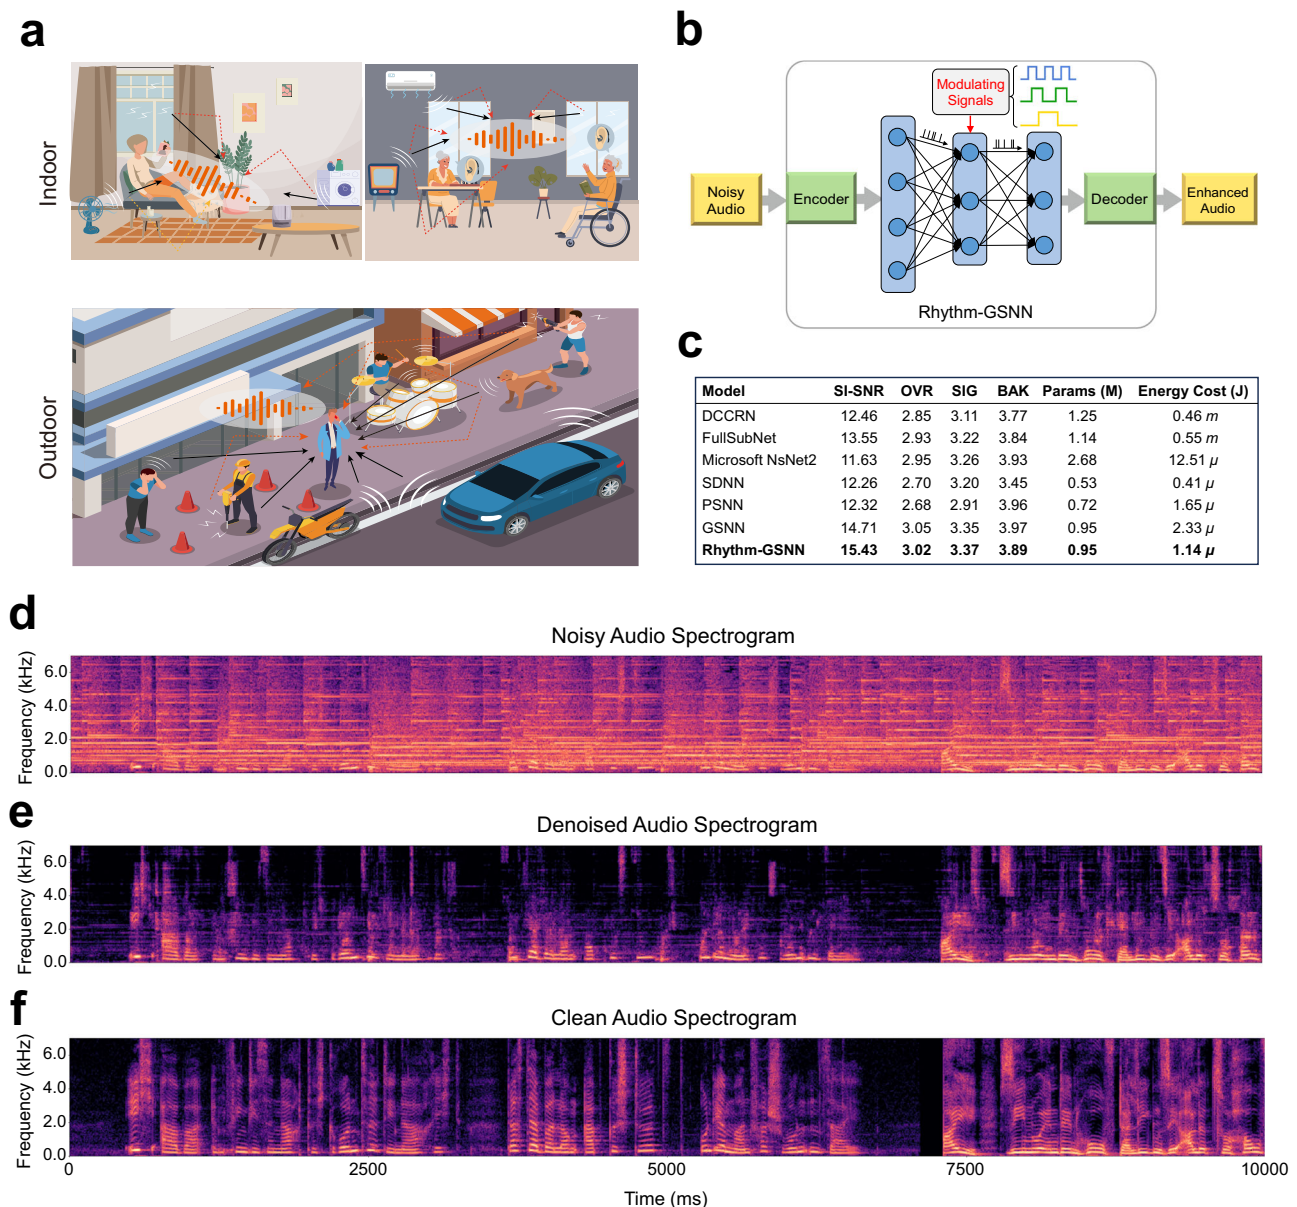 a
Indoor
Outdoor
b
Modulating
Signals
Noisy
Audio
Encoder
Decoder
Enhanced
Audio
Rhythm-GSNN
c
Model SI-SNR OVR SIG BAK Params (M) Energy Cost (J)
DCCRN 12.46 2.85 3.11 3.77 1.25 0.46 m
FullSubNet 13.55 2.93 3.22 3.84 1.14 0.55 m
Microsoft NsNet2 11.63 2.95 3.26 3.93 2.68 12.51 μ
SDNN 12.26 2.70 3.20 3.45 0.53 0.41 μ
PSNN 12.32 2.68 2.91 3.96 0.72 1.65 μ
GSNN 14.71 3.05 3.35 3.97 0.95 2.33 μ
Rhythm-GSNN 15.43 3.02 3.37 3.89 0.95 1.14 μ
d
Noisy Audio Spectrogram
Frequency (kHz)
6.0
4.0
2.0
0.0
e
Denoised Audio Spectrogram
Frequency (kHz)
6.0
4.0
2.0
0.0
f
Clean Audio Spectrogram
Frequency (kHz)
6.0
4.0
2.0
0.0
0 2500 5000 7500 10000
Time (ms)